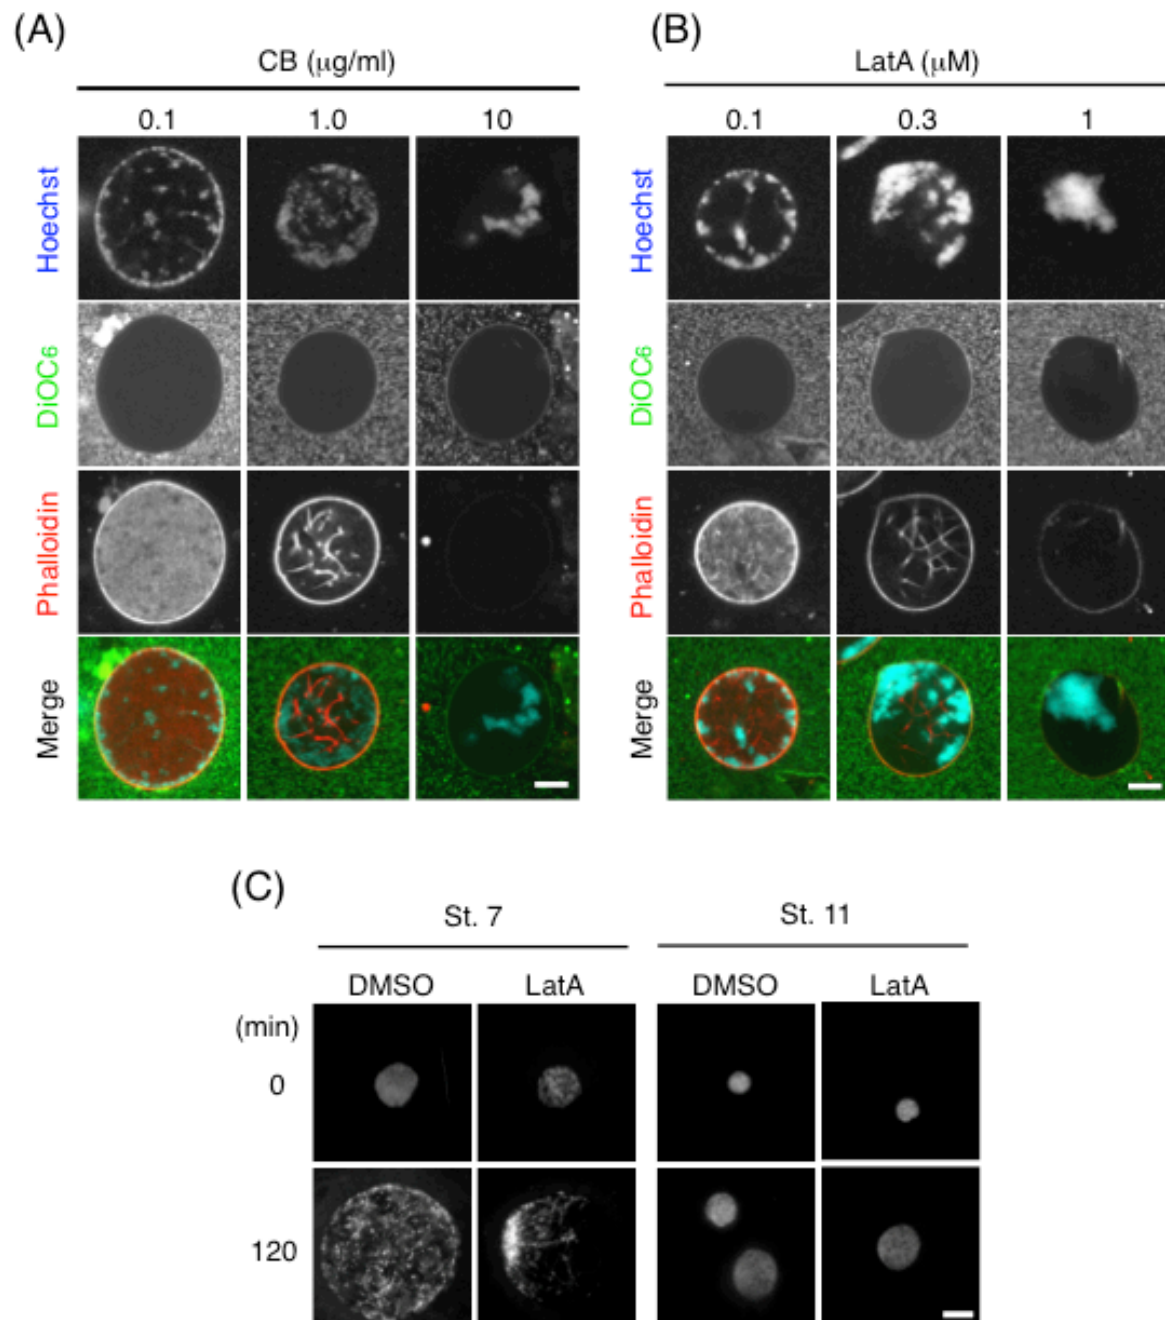 (A)
CB (μg/ml)
0.1 1.0 10
Hoechst
DiOC6
Phalloidin
Merge
(B)
LatA (μM)
0.1 0.3 1
Hoechst
DiOC6
Phalloidin
Merge
(C)
St. 7 St. 11
DMSO LatA DMSO LatA
(min)
0
120